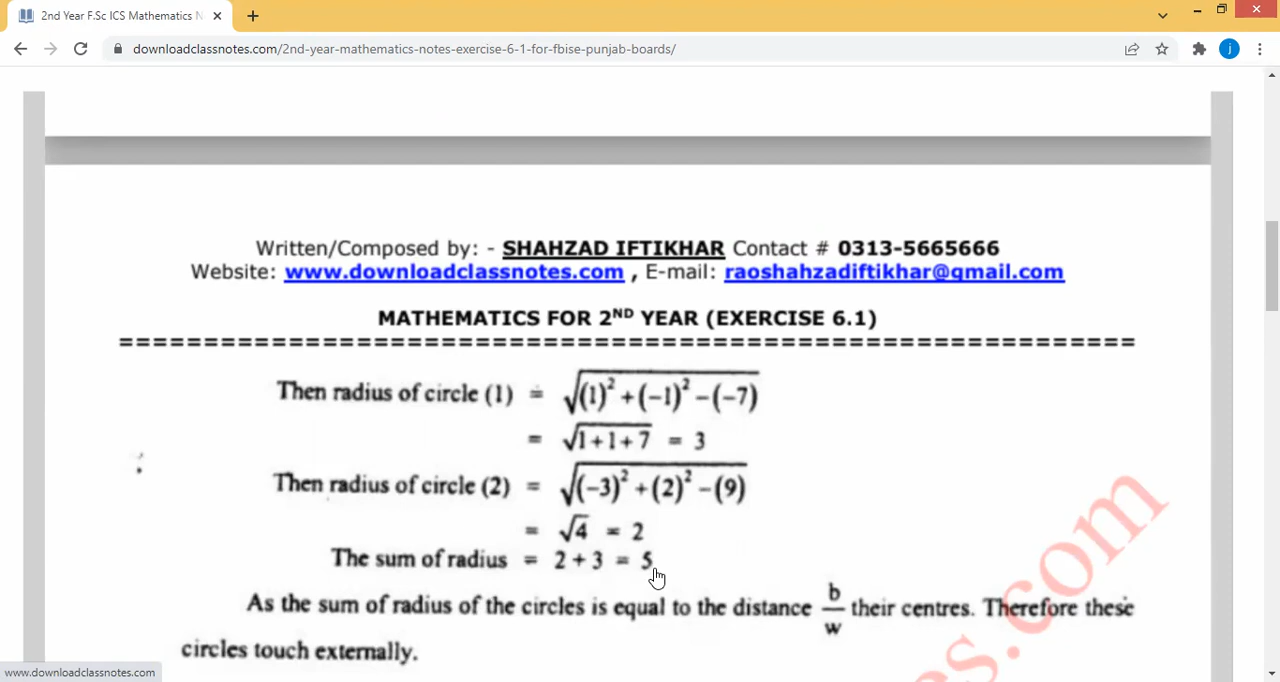 2nd Year F.Sc ICS Mathematics N
downloadclassnotes.com/2nd-year-mathematics-notes-exercise-6-1-for-fbise-punjab-boards/
j
Written/Composed by: - SHAHZAD IFTIKHAR Contact # 0313-5665666
Website: www.downloadclassnotes.com , E-mail: raoshahzadiftikhar@gmail.com
MATHEMATICS FOR 2ND YEAR (EXERCISE 6.1)
============================================================
Then radius of circle (1) = √(1)² + (−1)² − (−7)
= √1+1+7 = 3
Then radius of circle (2) = √(−3)² + (2)² − (9)
= √4 = 2
The sum of radius = 2 + 3 = 5
As the sum of radius of the circles is equal to the distance b/w their centres. Therefore these
circles touch externally.
es.com
www.downloadclassnotes.com